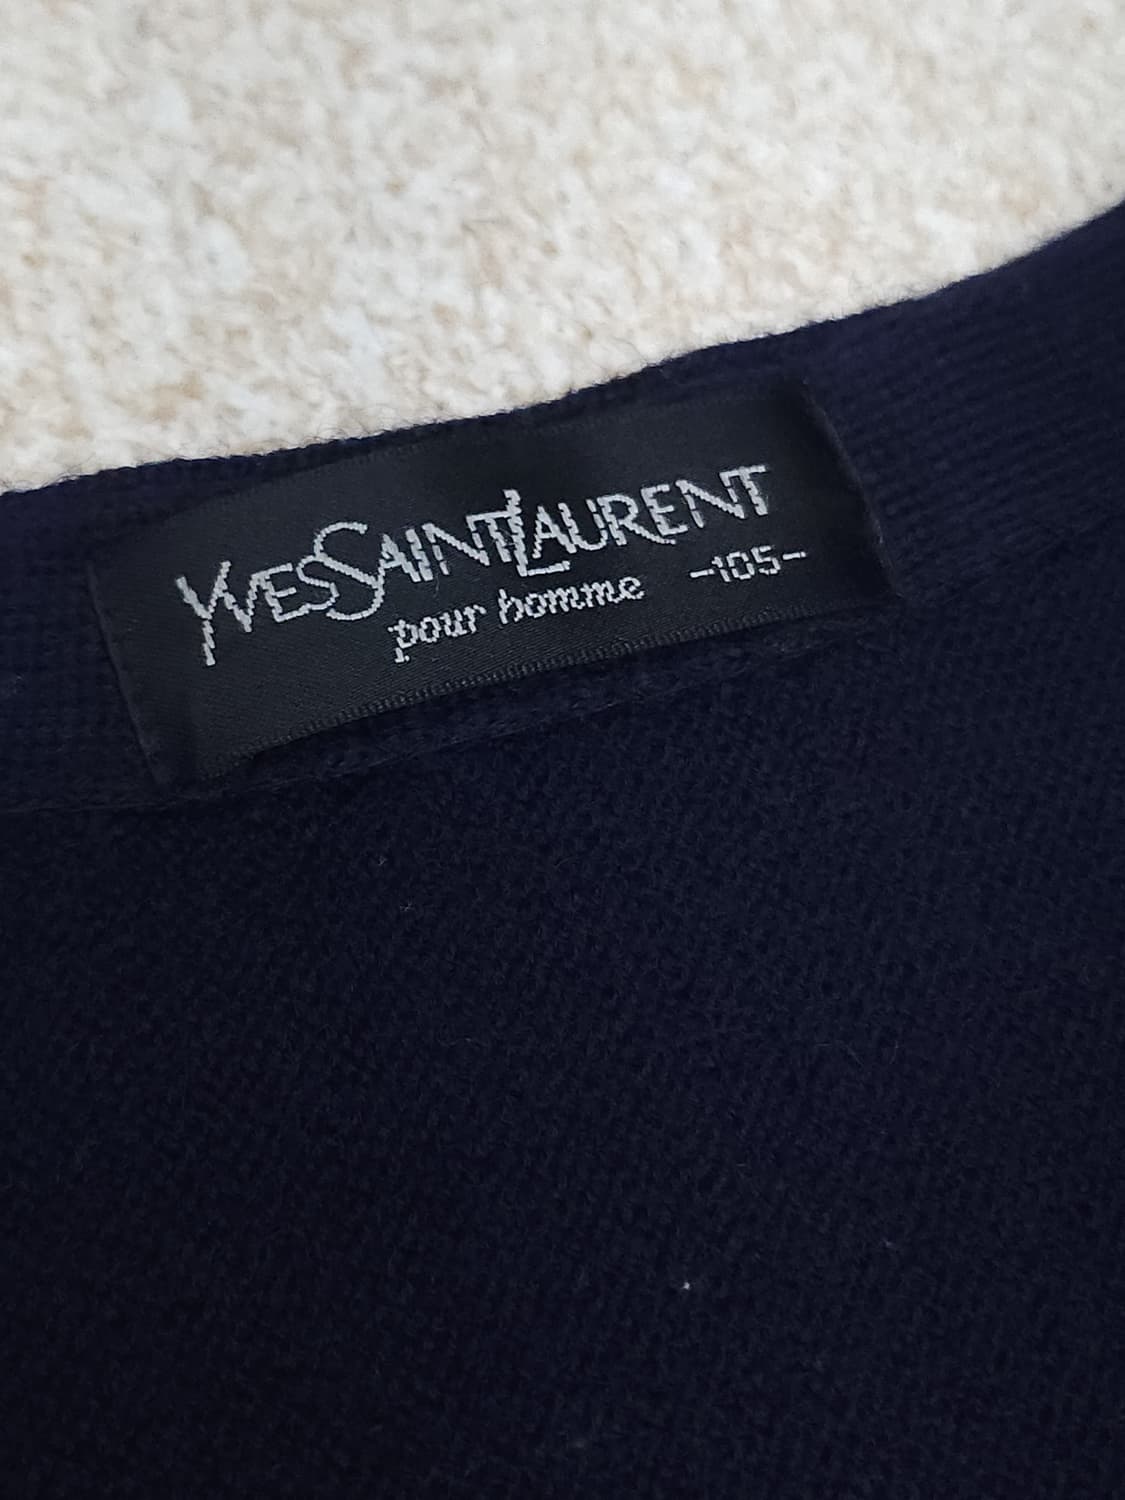 YVESSAINTLAURENT
pour homme -105-